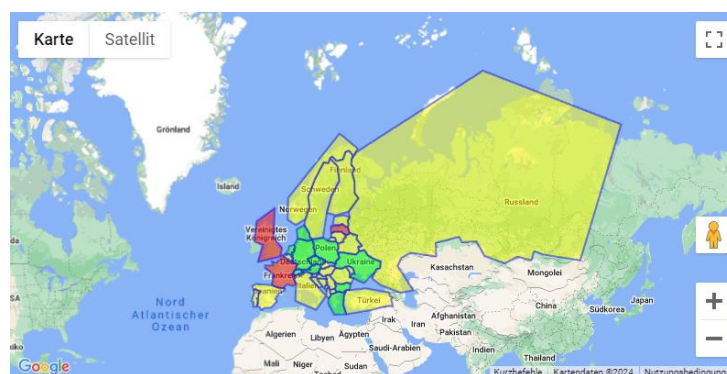 Karte Satellit
Grönland
Island
Finnland
Schweden
Norwegen
Russland
Vereinigtes
Königreich
Polen
Deutschland
Ukraine
Frankreich
Italien
Türkei
Kasachstan
Mongolei
Nord
Atlantischer
Ozean
Japan
Südkorea
China
Afghanistan
Irak Iran
Pakistan
Algerien Libyen Ägypten
Saudi-Arabien
Indien
Thailand
Mali Niger Sudan
Tschad
Google
Kurzbefehle Kartendaten ©2024 Nutzungsbedingungen